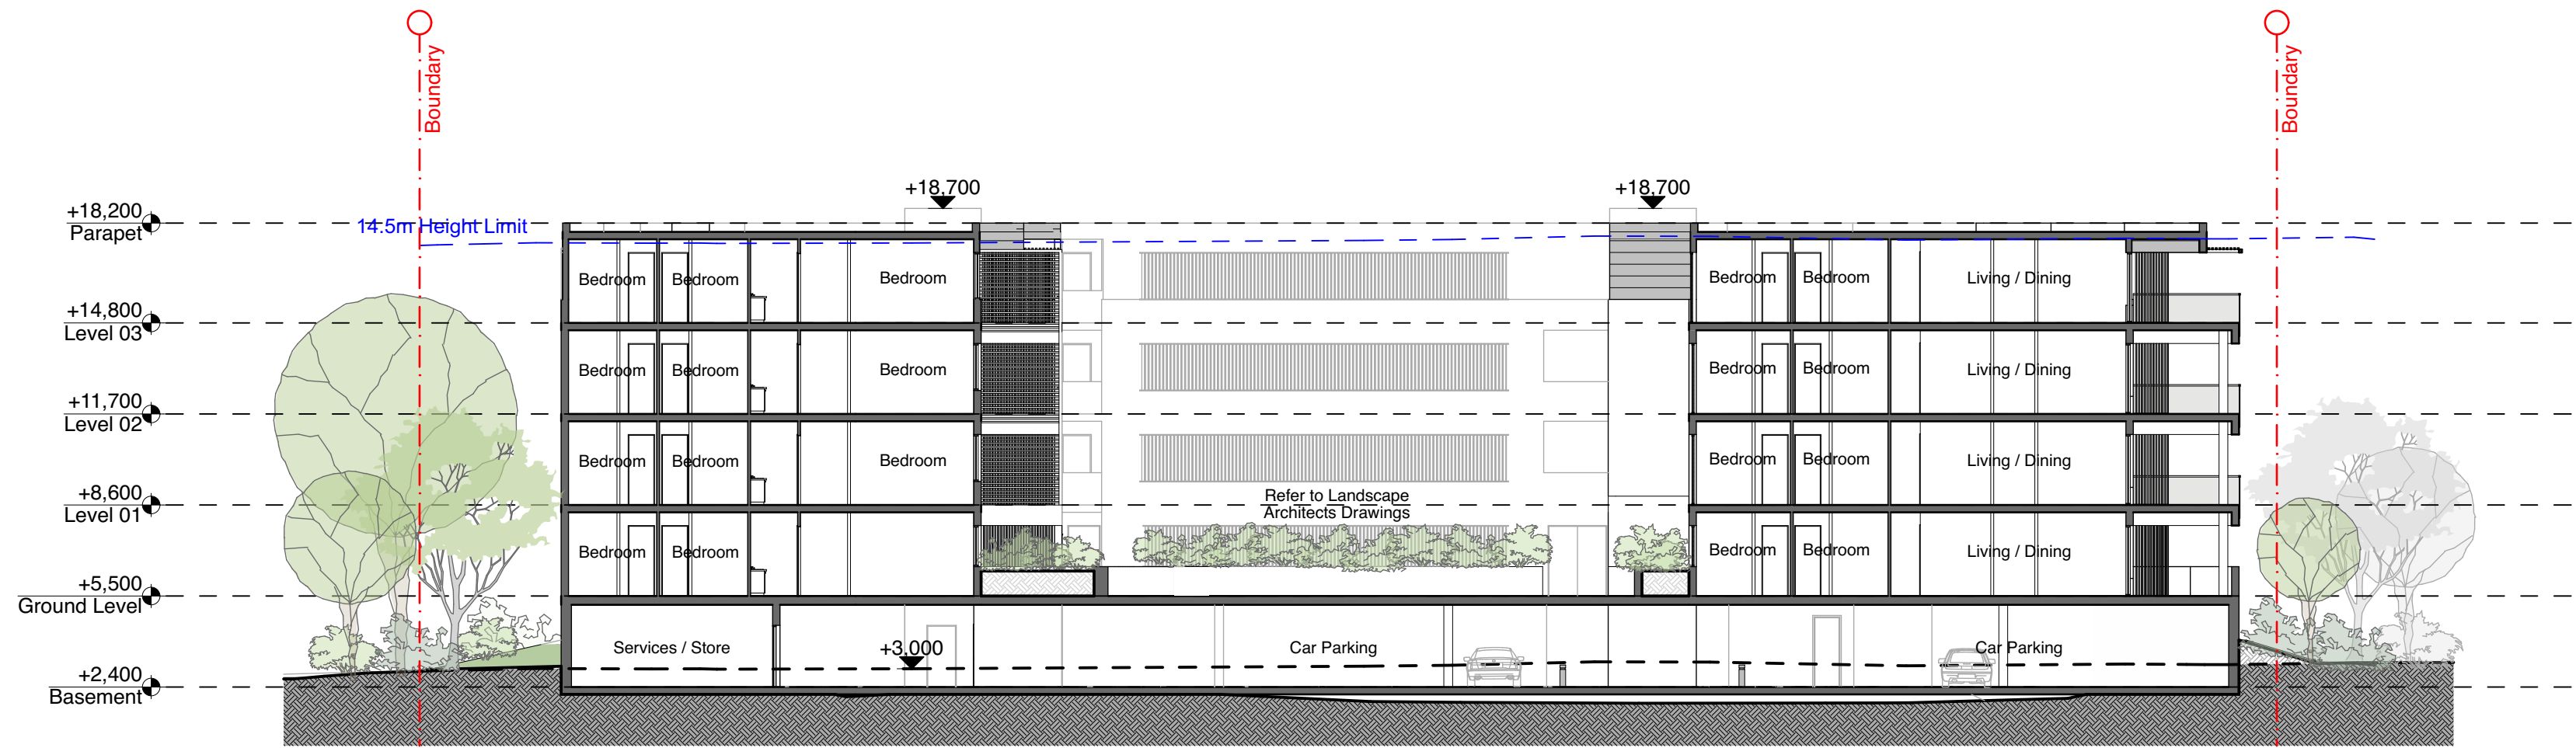 Boundary
Boundary
+18,700
+18,700
+18,200
Parapet
14.5m Height Limit
Bedroom
Bedroom
Bedroom
Bedroom
Bedroom
Living / Dining
+14,800
Level 03
Bedroom
Bedroom
Bedroom
Bedroom
Bedroom
Living / Dining
+11,700
Level 02
Bedroom
Bedroom
Bedroom
Bedroom
Bedroom
Living / Dining
+8,600
Level 01
Refer to Landscape
Architects Drawings
Bedroom
Bedroom
Bedroom
Bedroom
Living / Dining
+5,500
Ground Level
Services / Store
+3,000
Car Parking
Car Parking
+2,400
Basement